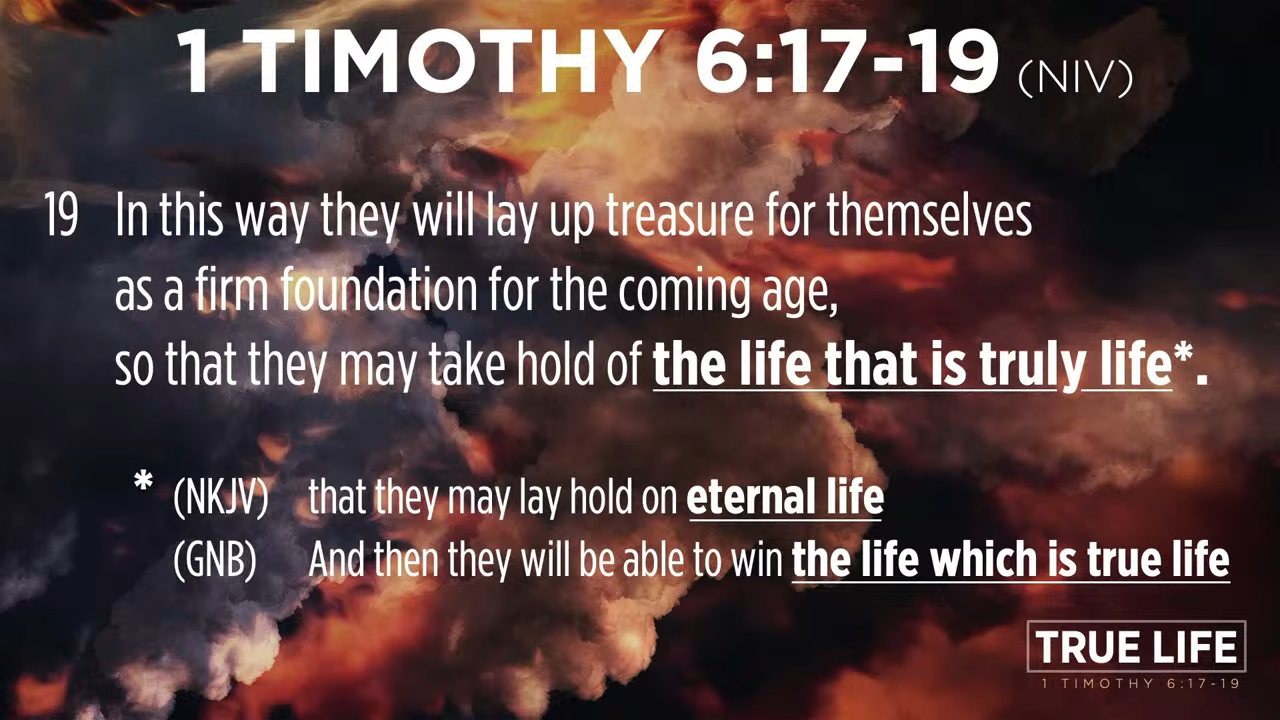 1 TIMOTHY 6:17-19 (NIV)
19 In this way they will lay up treasure for themselves
as a firm foundation for the coming age,
so that they may take hold of the life that is truly life*.
* (NKJV) that they may lay hold on eternal life
(GNB) And then they will be able to win the life which is true life
TRUE LIFE
1 TIMOTHY 6:17-19